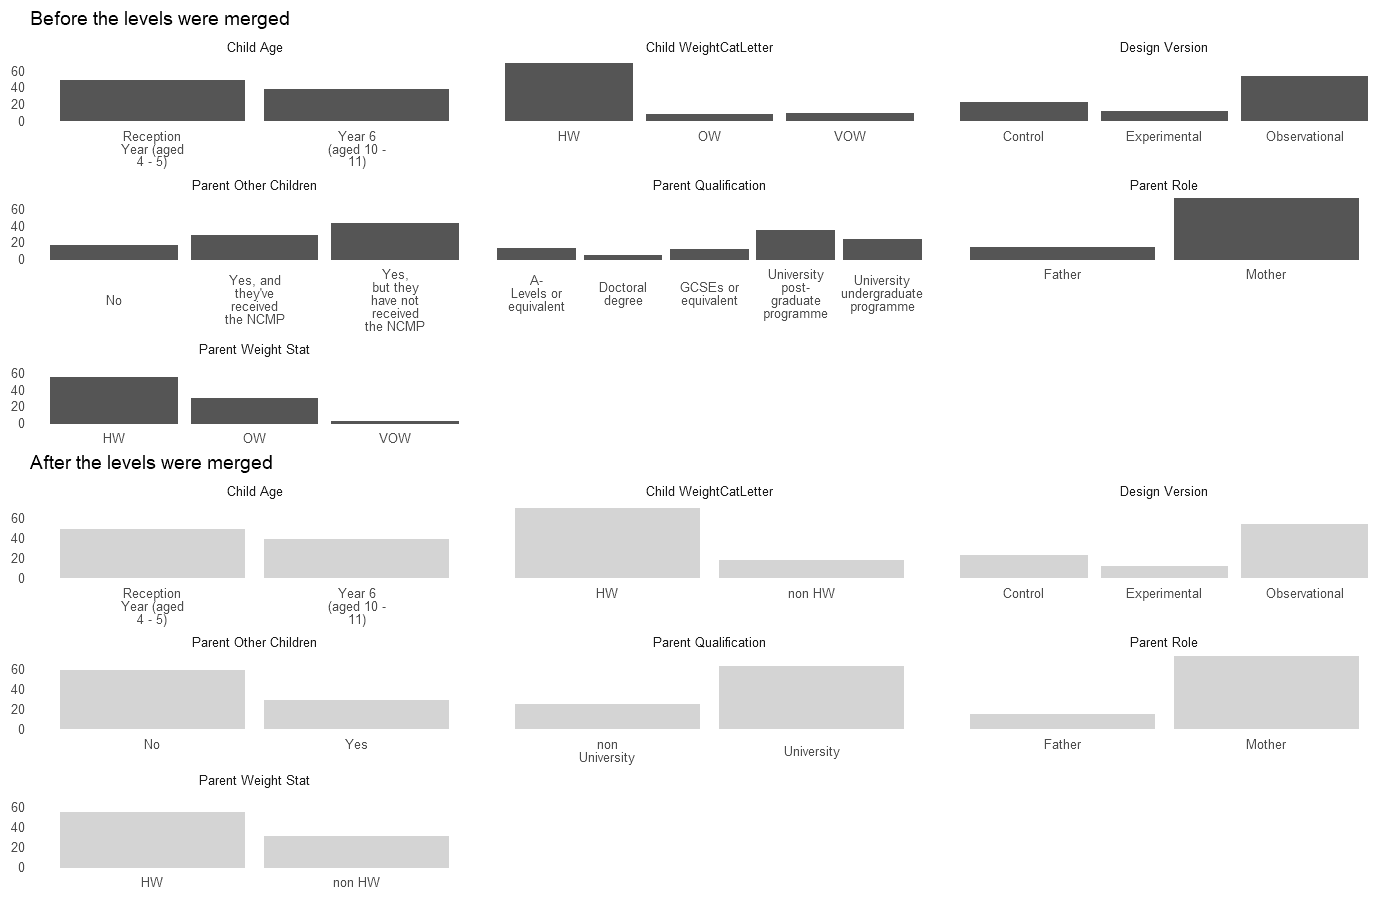 Before the levels were merged
Child Age
Child WeightCatLetter
Design Version
60
40
20
0
Reception
Year (aged
4 - 5)
Year 6
(aged 10 -
11)
HW
OW
VOW
Control
Experimental
Observational
Parent Other Children
Parent Qualification
Parent Role
60
40
20
0
No
Yes, and
they've
received
the NCMP
Yes,
but they
have not
received
the NCMP
A-
Levels or
equivalent
Doctoral
degree
GCSEs or
equivalent
University
post-
graduate
programme
University
undergraduate
programme
Father
Mother
Parent Weight Stat
60
40
20
0
HW
OW
VOW
After the levels were merged
Child Age
Child WeightCatLetter
Design Version
60
40
20
0
Reception
Year (aged
4 - 5)
Year 6
(aged 10 -
11)
HW
non HW
Control
Experimental
Observational
Parent Other Children
Parent Qualification
Parent Role
60
40
20
0
No
Yes
non
University
University
Father
Mother
Parent Weight Stat
60
40
20
0
HW
non HW